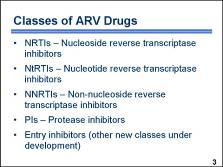 Classes of ARV Drugs
• NRTIs – Nucleoside reverse transcriptase
inhibitors
• NtRTIs – Nucleotide reverse transcriptase
inhibitors
• NNRTIs – Non-nucleoside reverse
transcriptase inhibitors
• PIs – Protease inhibitors
• Entry inhibitors (other new classes under
development)
3